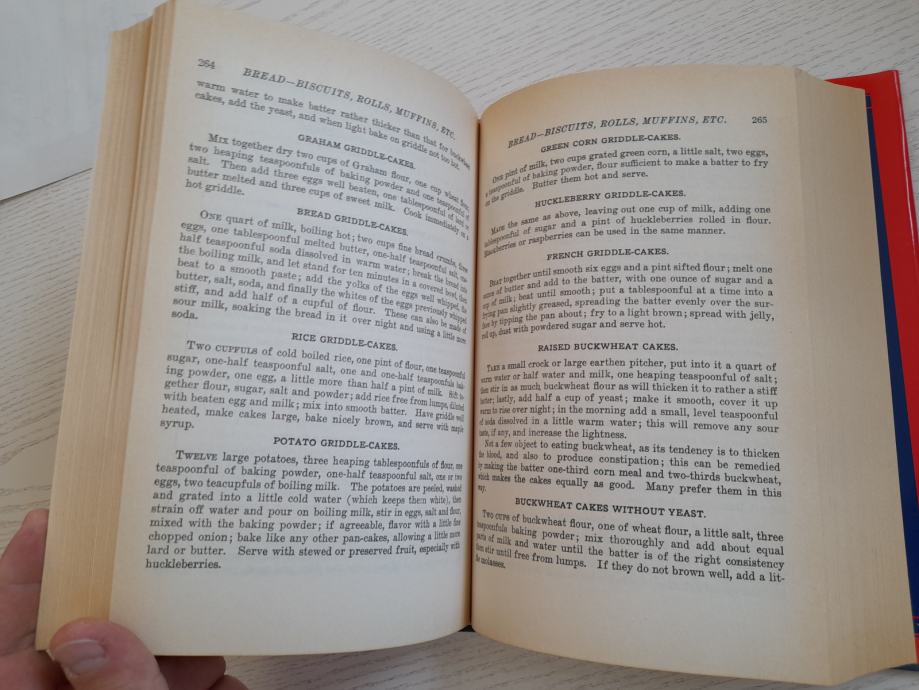 264
BREAD—BISCUITS, ROLLS, MUFFINS, ETC.
warm water to make batter rather thicker than that for buckwheat
cakes, add the yeast, and when light bake on griddle not too hot.
GRAHAM GRIDDLE-CAKES.
Mix together dry two cups of Graham flour, one cup wheat flour,
two heaping teaspoonfuls of baking powder and one teaspoonful of
salt. Then add three eggs well beaten, one tablespoonful of lard or
butter melted and three cups of sweet milk. Cook immediately on a
hot griddle.
BREAD GRIDDLE-CAKES.
ONE quart of milk, boiling hot; two cups fine bread crumbs, three
eggs, one tablespoonful melted butter, one-half teaspoonful salt, one-
half teaspoonful soda dissolved in warm water; break the bread into
the boiling milk, and let stand for ten minutes in a covered bowl, then
beat to a smooth paste; add the yolks of the eggs well whipped, the
butter, salt, soda, and finally the whites of the eggs previously whipped
stiff, and add half of a cupful of flour. These can also be made of
sour milk, soaking the bread in it over night and using a little more
soda.
RICE GRIDDLE-CAKES.
TWO CUPFULS of cold boiled rice, one pint of flour, one teaspoonful
sugar, one-half teaspoonful salt, one and one-half teaspoonfuls bak-
ing powder, one egg, a little more than half a pint of milk. Sift to-
gether flour, sugar, salt and powder; add rice free from lumps, diluted
with beaten egg and milk; mix into smooth batter. Have griddle well
heated, make cakes large, bake nicely brown, and serve with maple
syrup.
POTATO GRIDDLE-CAKES.
TWELVE large potatoes, three heaping tablespoonfuls of flour, one
teaspoonful of baking powder, one-half teaspoonful salt, one or two
eggs, two teacupfuls of boiling milk. The potatoes are peeled, washed
and grated into a little cold water (which keeps them white), then
strain off water and pour on boiling milk, stir in eggs, salt and flour,
mixed with the baking powder; if agreeable, flavor with a little fine
chopped onion; bake like any other pan-cakes, allowing a little more
lard or butter. Serve with stewed or preserved fruit, especially with
huckleberries.
BREAD—BISCUITS, ROLLS, MUFFINS, ETC.
265
GREEN CORN GRIDDLE-CAKES.
One pint of milk, two cups grated green corn, a little salt, two eggs,
a teaspoonful of baking powder, flour sufficient to make a batter to fry
on the griddle. Butter them hot and serve.
HUCKLEBERRY GRIDDLE-CAKES.
MADE the same as above, leaving out one cup of milk, adding one
tablespoonful of sugar and a pint of huckleberries rolled in flour.
Blackberries or raspberries can be used in the same manner.
FRENCH GRIDDLE-CAKES.
BEAT together until smooth six eggs and a pint sifted flour; melt one
ounce of butter and add to the batter, with one ounce of sugar and a
cup of milk; beat until smooth; put a tablespoonful at a time into a
frying pan slightly greased, spreading the batter evenly over the sur-
face by tipping the pan about; fry to a light brown; spread with jelly,
roll up, dust with powdered sugar and serve hot.
RAISED BUCKWHEAT CAKES.
TAKE a small crock or large earthen pitcher, put into it a quart of
warm water or half water and milk, one heaping teaspoonful of salt;
then stir in as much buckwheat flour as will thicken it to rather a stiff
batter; lastly, add half a cup of yeast; make it smooth, cover it up
warm to rise over night; in the morning add a small, level teaspoonful
of soda dissolved in a little warm water; this will remove any sour
taste, if any, and increase the lightness.
Not a few object to eating buckwheat, as its tendency is to thicken
the blood, and also to produce constipation; this can be remedied
by making the batter one-third corn meal and two-thirds buckwheat,
which makes the cakes equally as good. Many prefer them in this
way.
BUCKWHEAT CAKES WITHOUT YEAST.
TWO CUPS of buckwheat flour, one of wheat flour, a little salt, three
teaspoonfuls baking powder; mix thoroughly and add about equal
parts of milk and water until the batter is of the right consistency
then stir until free from lumps. If they do not brown well, add a lit-
tle molasses.